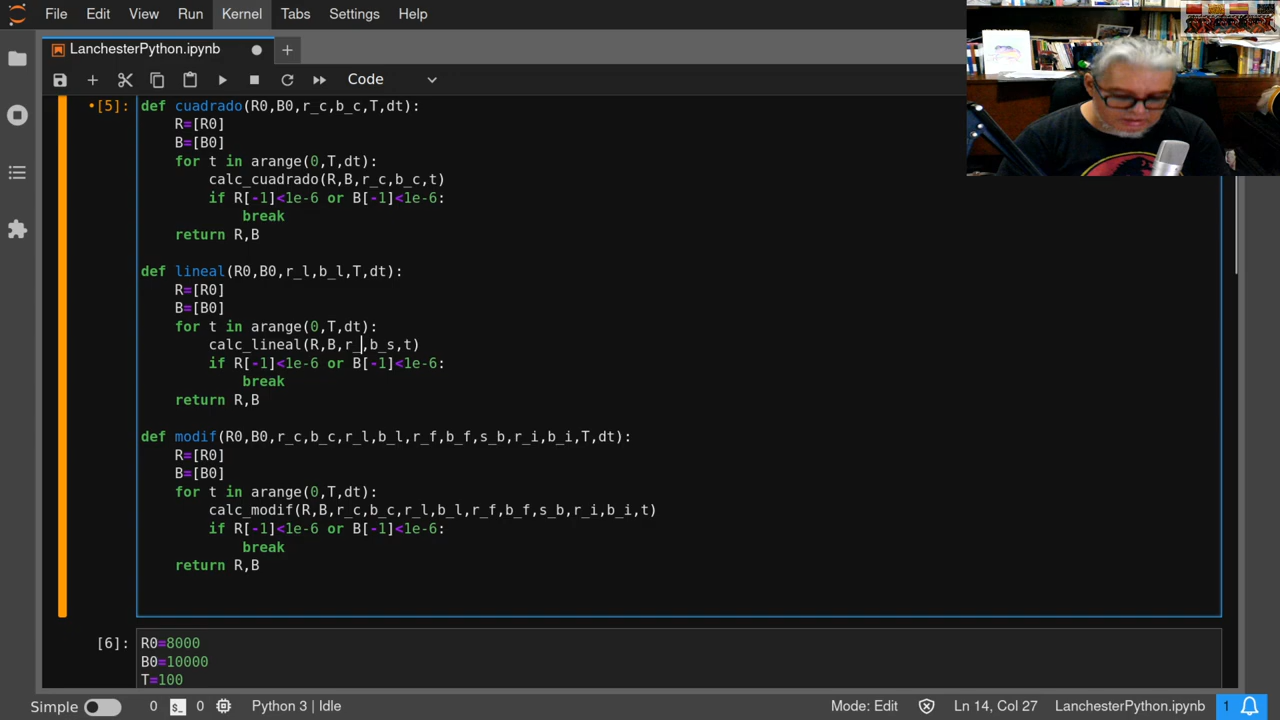 File Edit View Run Kernel Tabs Settings Help
LanchesterPython.ipynb
Code
[5]:
def cuadrado(R0,B0,r_c,b_c,T,dt):
R=[R0]
B=[B0]
for t in arange(0,T,dt):
calc_cuadrado(R,B,r_c,b_c,t)
if R[-1]<1e-6 or B[-1]<1e-6:
break
return R,B
def lineal(R0,B0,r_l,b_l,T,dt):
R=[R0]
B=[B0]
for t in arange(0,T,dt):
calc_lineal(R,B,r_,b_s,t)
if R[-1]<1e-6 or B[-1]<1e-6:
break
return R,B
def modif(R0,B0,r_c,b_c,r_l,b_l,r_f,b_f,s_b,r_i,b_i,T,dt):
R=[R0]
B=[B0]
for t in arange(0,T,dt):
calc_modif(R,B,r_c,b_c,r_l,b_l,r_f,b_f,s_b,r_i,b_i,t)
if R[-1]<1e-6 or B[-1]<1e-6:
break
return R,B
[6]:
R0=8000
B0=10000
T=100
Simple 0 $_ 0 Python 3 | Idle Mode: Edit Ln 14, Col 27 LanchesterPython.ipynb 1